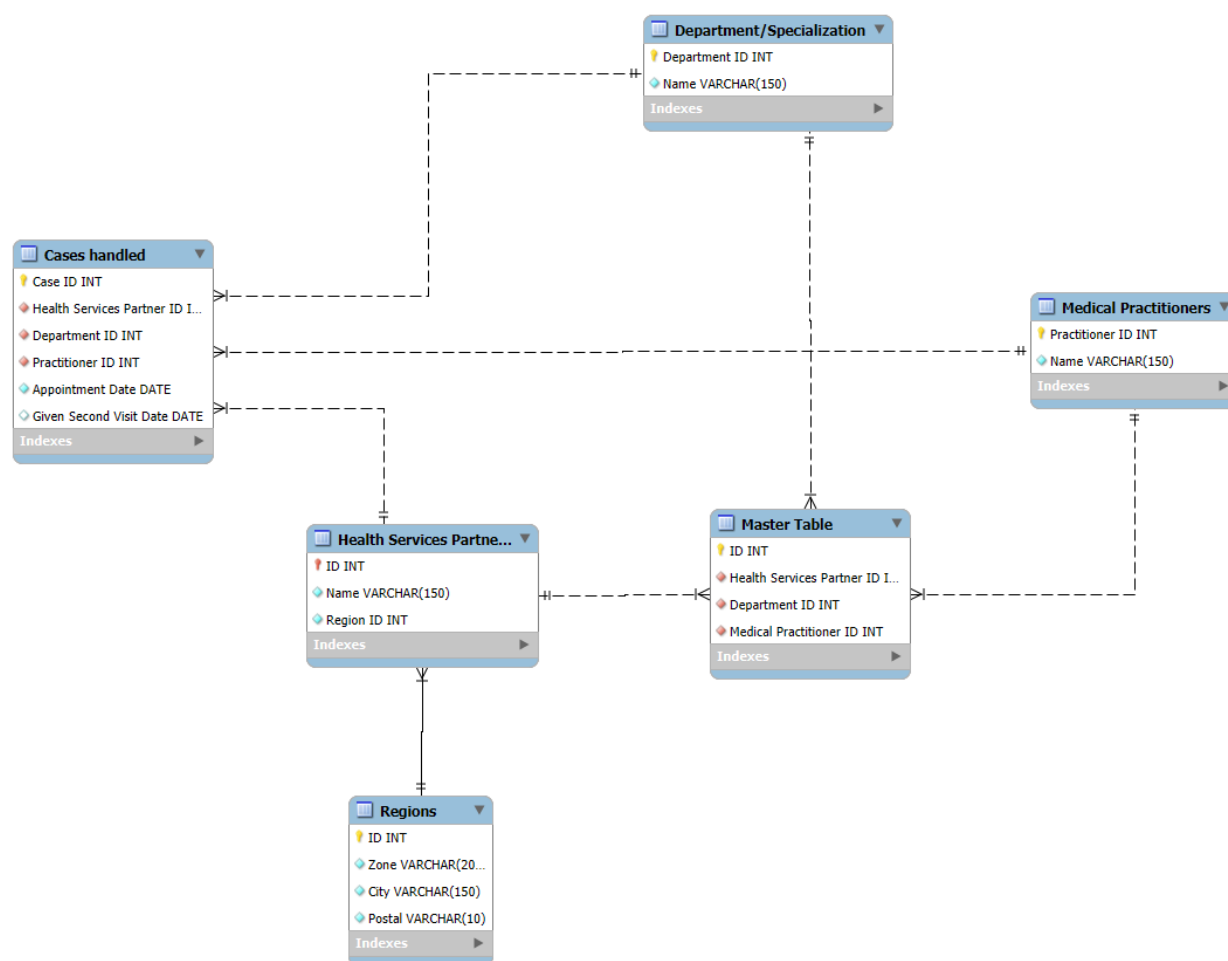 Department/Specialization
Department ID INT
Name VARCHAR(150)
Indexes
Cases handled
Case ID INT
Health Services Partner ID I...
Department ID INT
Practitioner ID INT
Appointment Date DATE
Given Second Visit Date DATE
Indexes
Medical Practitioners
Practitioner ID INT
Name VARCHAR(150)
Indexes
Health Services Partne...
ID INT
Name VARCHAR(150)
Region ID INT
Indexes
Master Table
ID INT
Health Services Partner ID I...
Department ID INT
Medical Practitioner ID INT
Indexes
Regions
ID INT
Zone VARCHAR(20...
City VARCHAR(150)
Postal VARCHAR(10)
Indexes